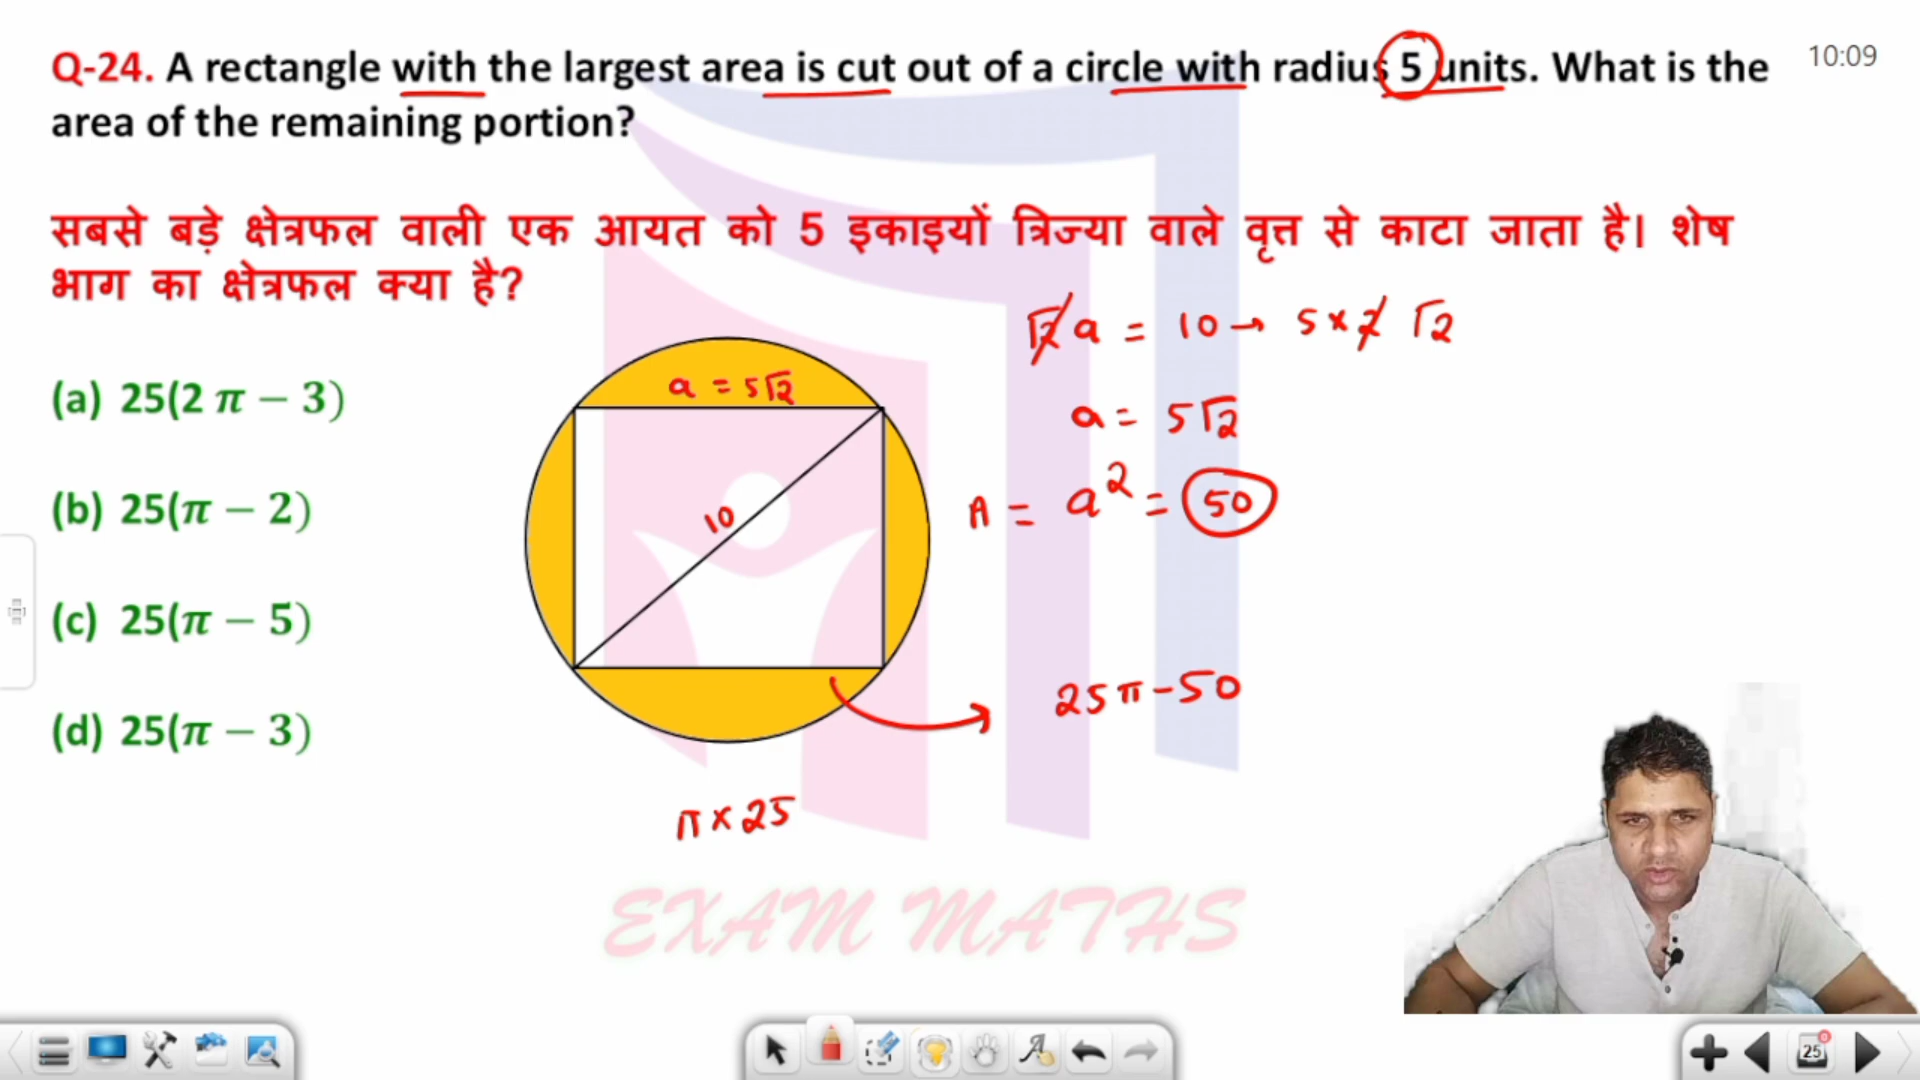 Q-24. A rectangle with the largest area is cut out of a circle with radius 5 units. What is the
10:09
area of the remaining portion?
सबसे बड़े क्षेत्रफल वाली एक आयत को 5 इकाइयों त्रिज्या वाले वृत्त से काटा जाता है। शेष
भाग का क्षेत्रफल क्या है?
√2 a = 10 → 5 × 2 √2
(a) 25(2 π − 3)
a = 5√2
a = 5√2
(b) 25(π − 2)
10
A = a² = 50
(c) 25(π − 5)
25π - 50
(d) 25(π − 3)
π × 25
EXAM MATHS
25
0